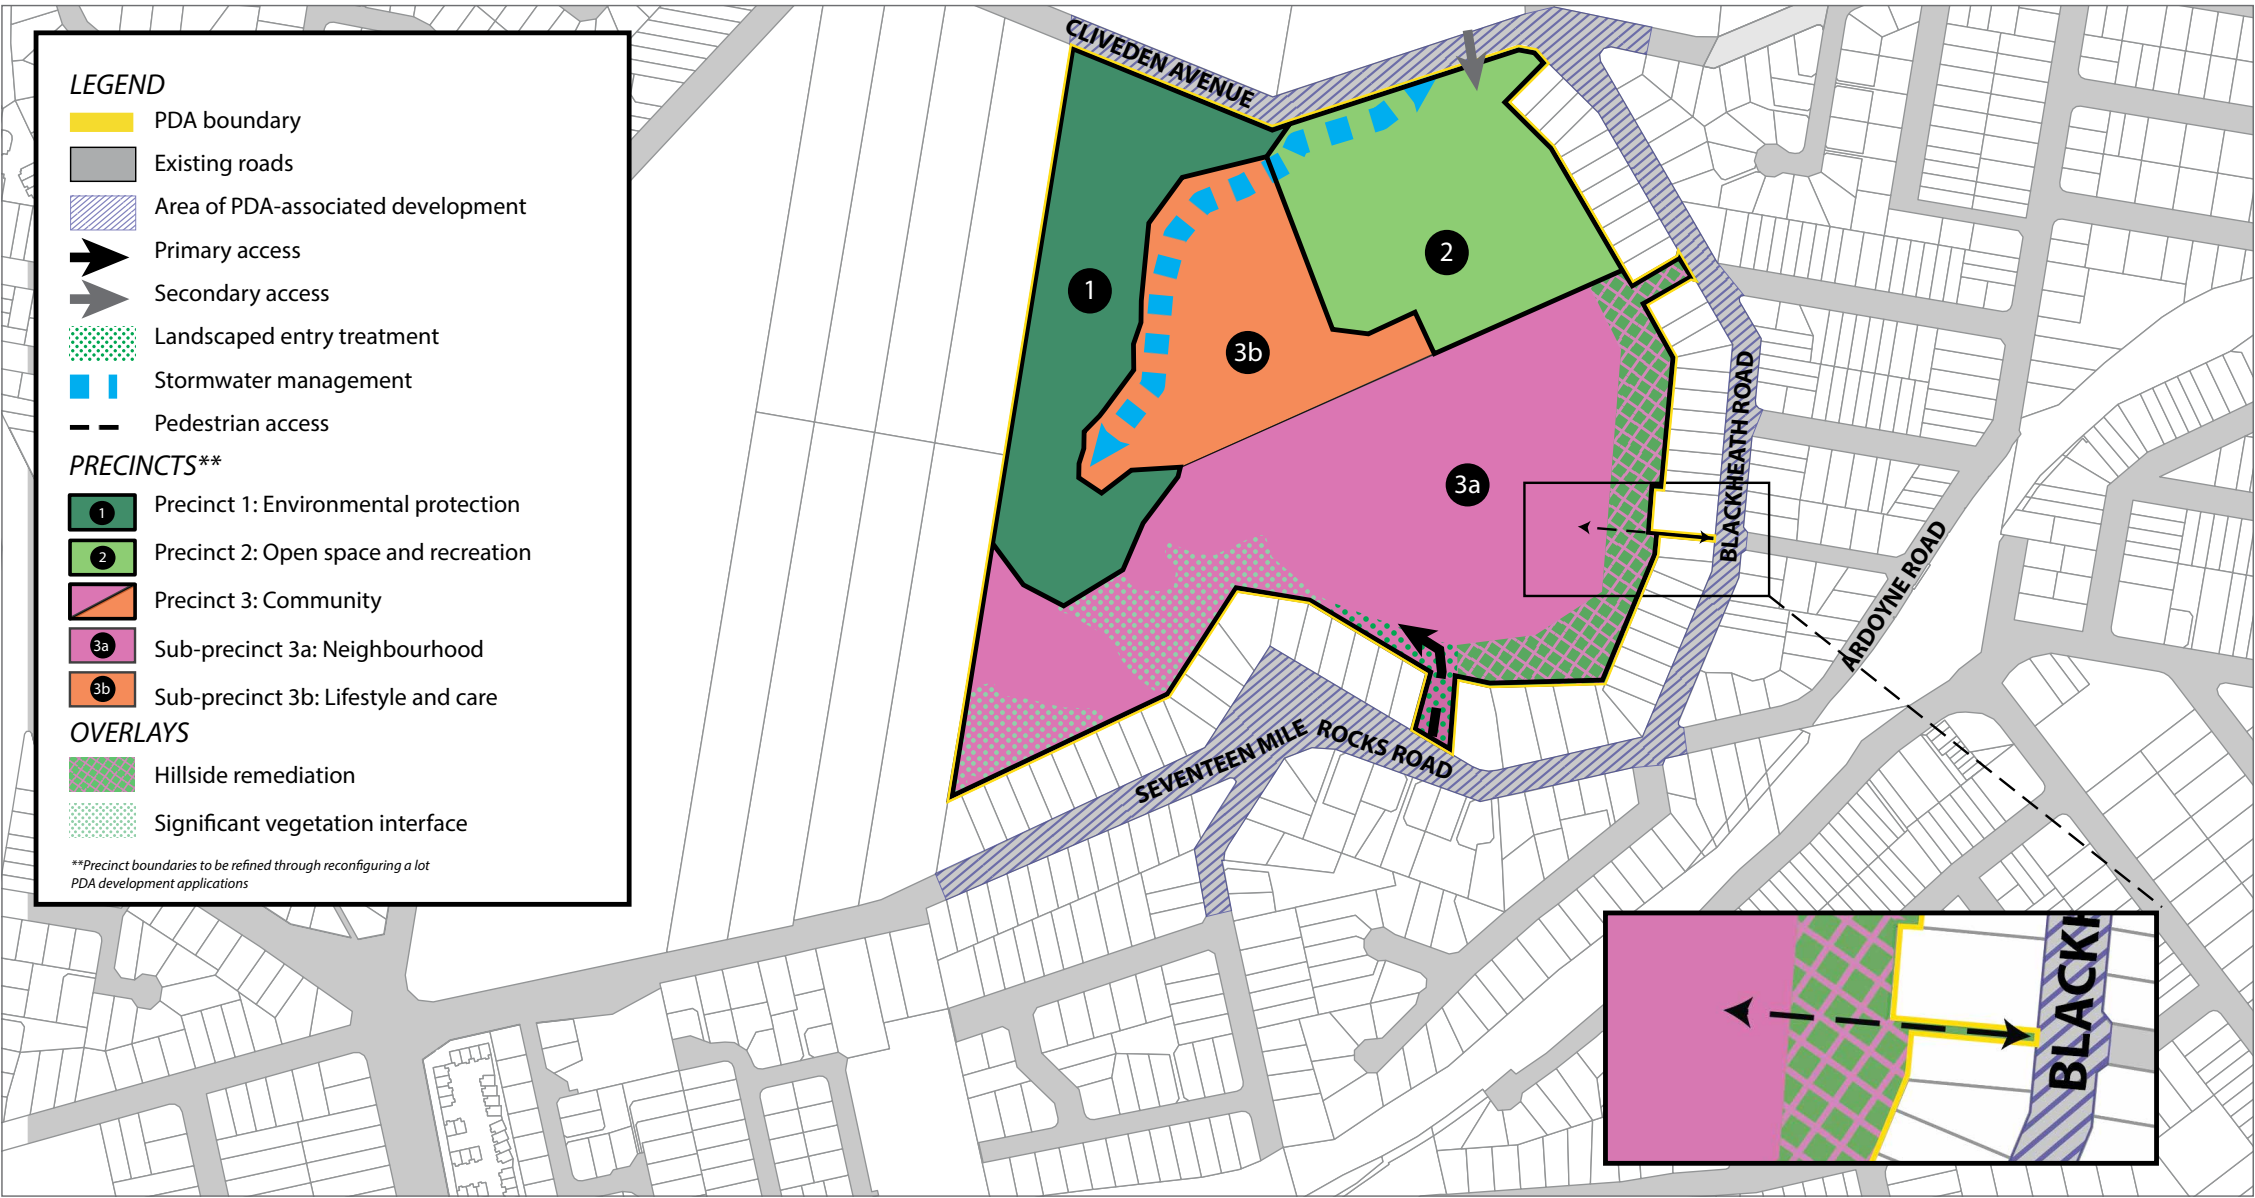 LEGEND
PDA boundary
Existing roads
Area of PDA-associated development
Primary access
Secondary access
Landscaped entry treatment
Stormwater management
Pedestrian access
PRECINCTS**
1 Precinct 1: Environmental protection
2 Precinct 2: Open space and recreation
Precinct 3: Community
3a Sub-precinct 3a: Neighbourhood
3b Sub-precinct 3b: Lifestyle and care
OVERLAYS
Hillside remediation
Significant vegetation interface
**Precinct boundaries to be refined through reconfiguring a lot
PDA development applications
CLIVEDEN AVENUE
1
2
3b
3a
BLACKHEATH ROAD
ARDOYNE ROAD
SEVENTEEN MILE ROCKS ROAD
BLACKH